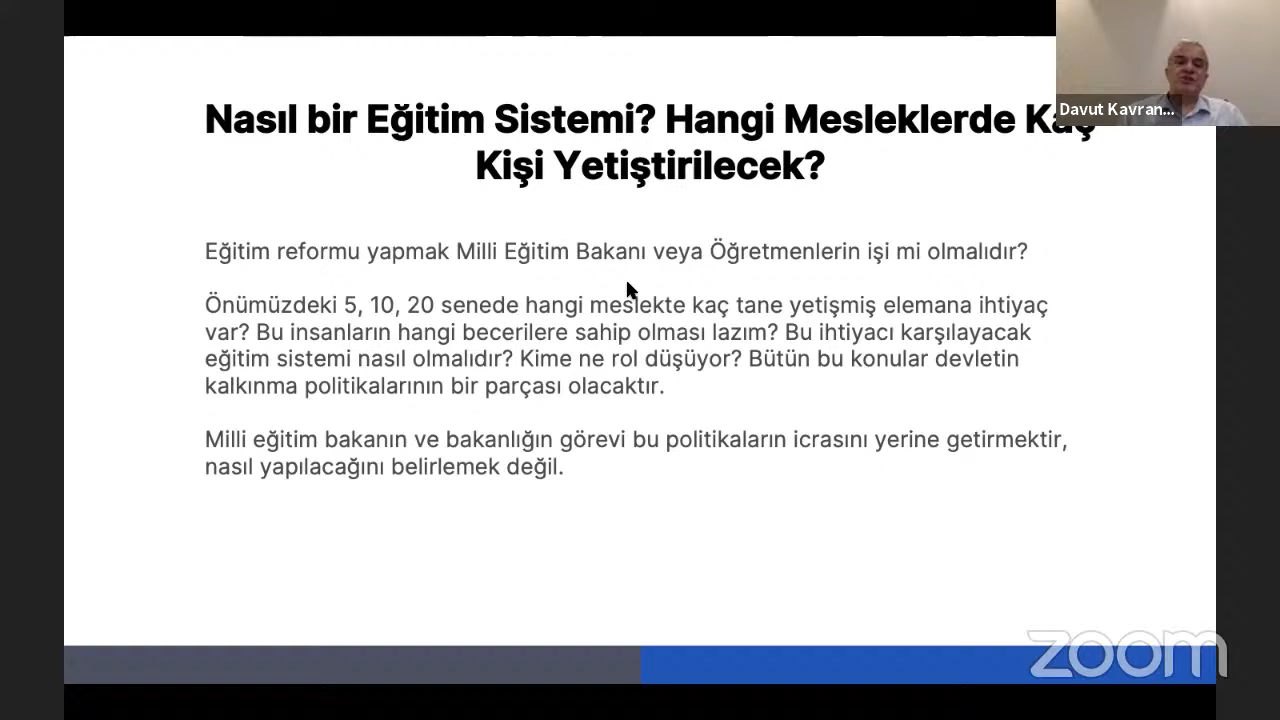 Nasıl bir Eğitim Sistemi? Hangi Mesleklerde Kaç
Kişi Yetiştirilecek?
Davut Kavran...
Eğitim reformu yapmak Milli Eğitim Bakanı veya Öğretmenlerin işi mi olmalıdır?
Önümüzdeki 5, 10, 20 senede hangi meslekte kaç tane yetişmiş elemana ihtiyaç
var? Bu insanların hangi becerilere sahip olması lazım? Bu ihtiyacı karşılayacak
eğitim sistemi nasıl olmalıdır? Kime ne rol düşüyor? Bütün bu konular devletin
kalkınma politikalarının bir parçası olacaktır.
Milli eğitim bakanın ve bakanlığın görevi bu politikaların icrasını yerine getirmektir,
nasıl yapılacağını belirlemek değil.
zoom